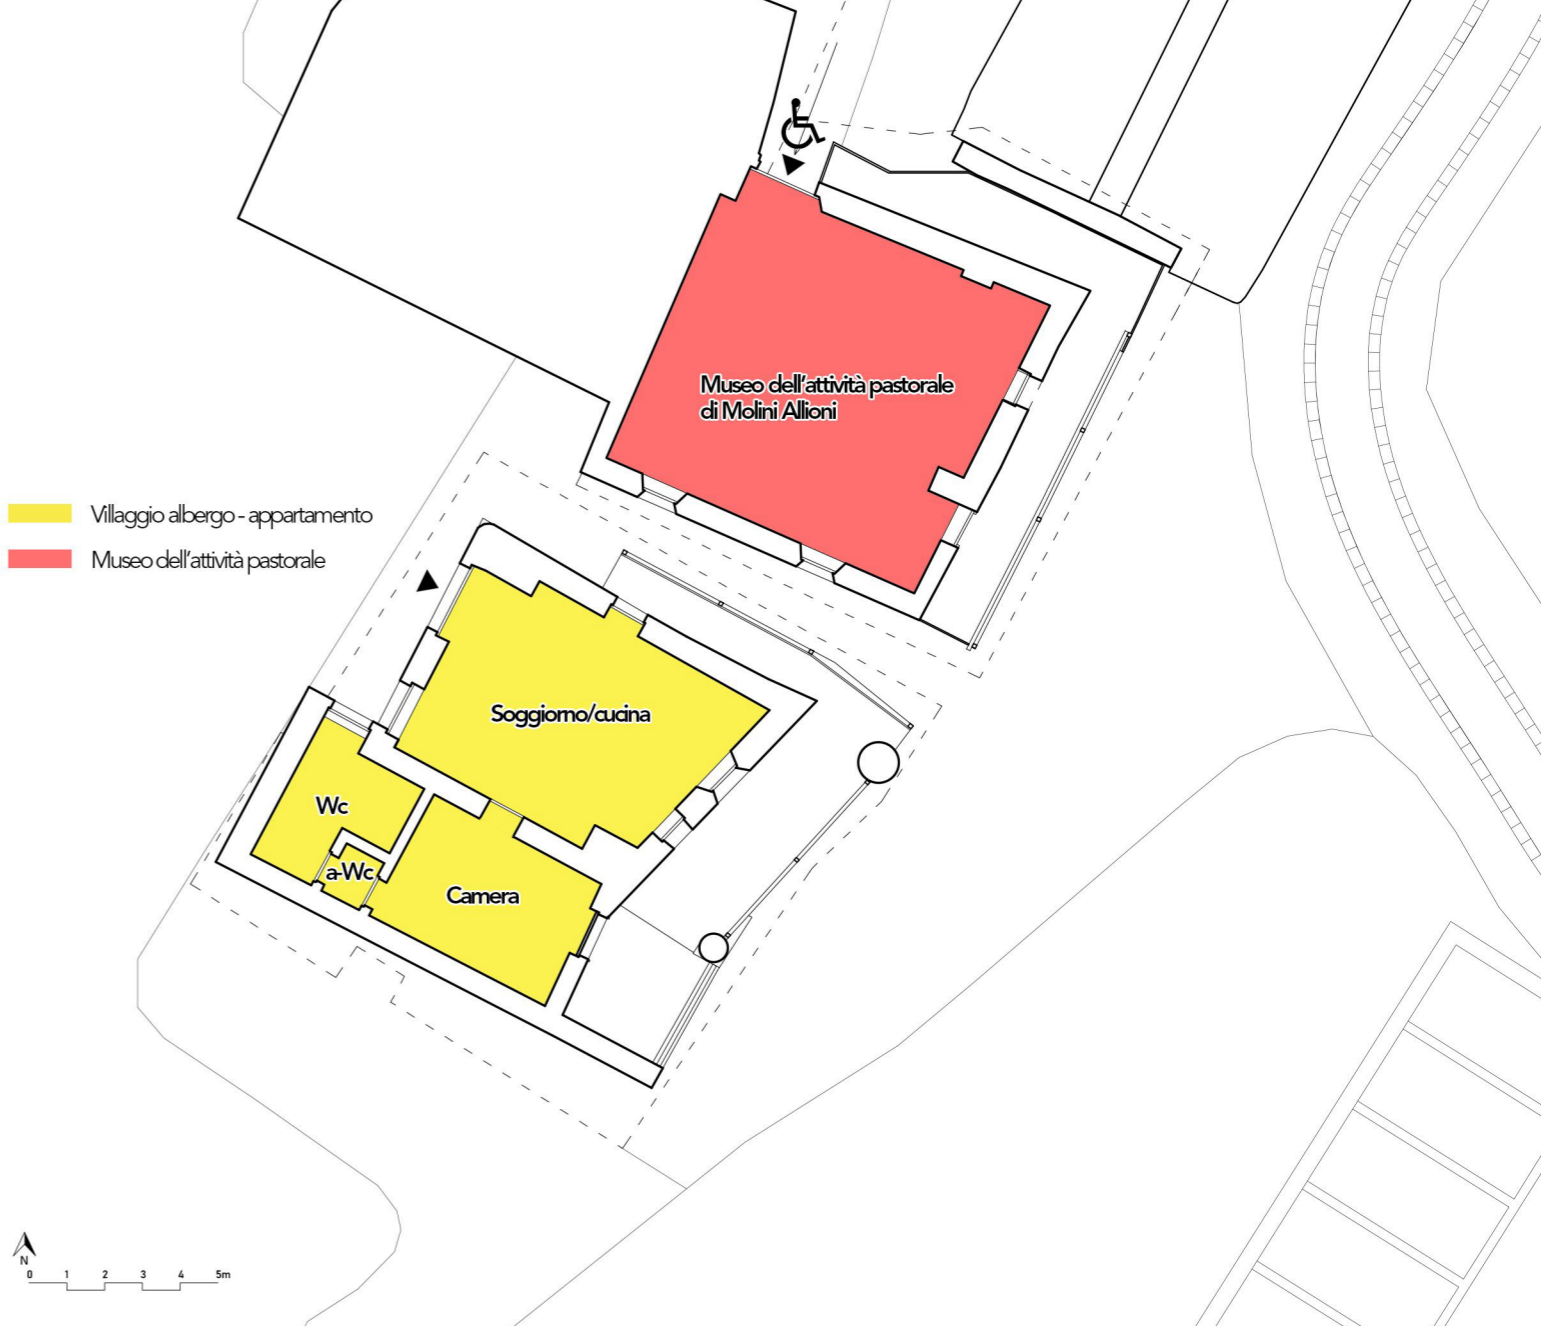 Museo dell'attività pastorale
di Molini Allioni
Villaggio albergo - appartamento
Museo dell'attività pastorale
Soggiorno/cucina
Wc
a-Wc
Camera
N
0 1 2 3 4 5m